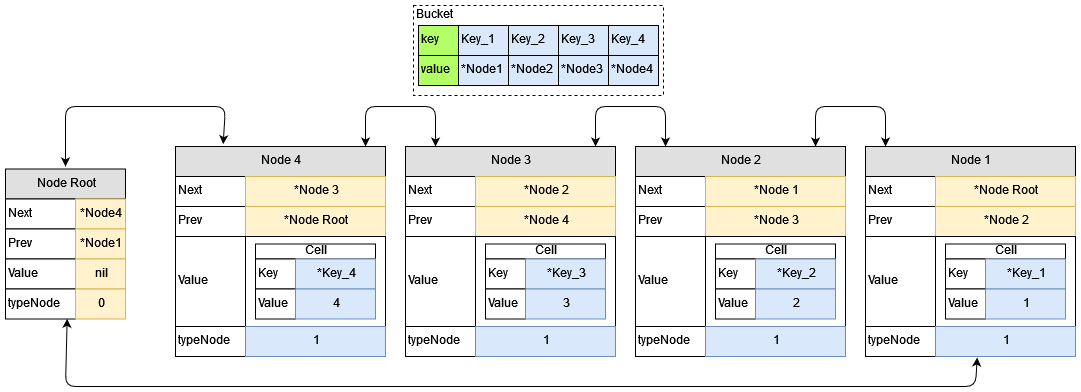 Bucket
key Key_1 Key_2 Key_3 Key_4
value *Node1 *Node2 *Node3 *Node4
Node Root
Next *Node4
Prev *Node1
Value nil
typeNode 0
Node 4
Next *Node 3
Prev *Node Root
Value
Cell
Key *Key_4
Value 4
typeNode 1
Node 3
Next *Node 2
Prev *Node 4
Value
Cell
Key *Key_3
Value 3
typeNode 1
Node 2
Next *Node 1
Prev *Node 3
Value
Cell
Key *Key_2
Value 2
typeNode 1
Node 1
Next *Node Root
Prev *Node 2
Value
Cell
Key *Key_1
Value 1
typeNode 1